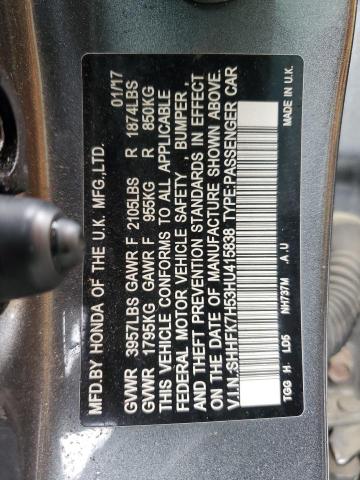 MFD.BY HONDA OF THE U.K. MFG.,LTD. 01/17
GVWR 3957LBS GAWR F 2105LBS R 1874LBS
GVWR 1795KG GAWR F 955KG R 850KG
THIS VEHICLE CONFORMS TO ALL APPLICABLE
FEDERAL MOTOR VEHICLE SAFETY , BUMPER ,
AND THEFT PREVENTION STANDARDS IN EFFECT
ON THE DATE OF MANUFACTURE SHOWN ABOVE.
V.I.N.:SHHFK7H53HU415838 TYPE:PASSENGER CAR
NH737M .A .U MADE IN U.K.
TGG H. L05